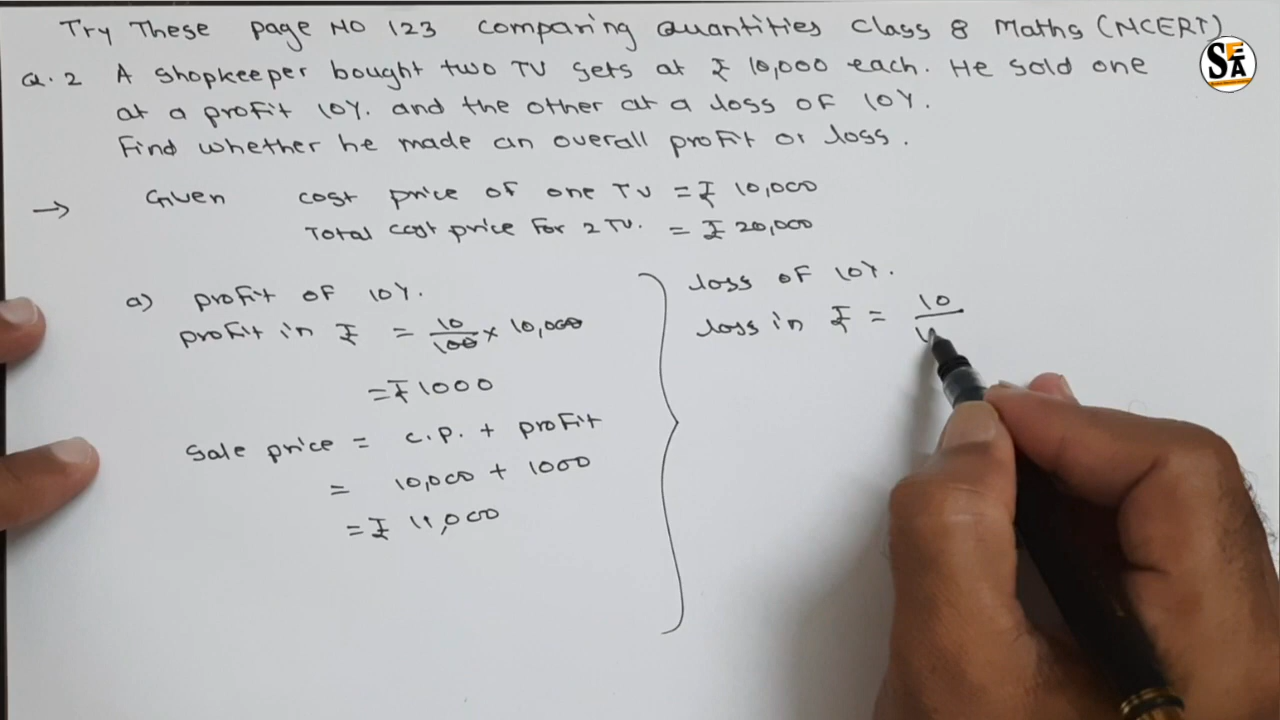 Try These page No 123 Comparing Quantities Class 8 Maths (NCERT)
Q.2 A shopkeeper bought two TV sets at ₹ 10,000 each. He sold one
at a profit 10%. and the other at a loss of 10%.
Find whether he made an overall profit or loss.
→ Given cost price of one TV = ₹ 10,000
Total cost price for 2 TV. = ₹ 20,000
a) profit of 10%.
profit in ₹ = 10/100 × 10,000
= ₹ 1000
Sale price = C.P. + profit
= 10,000 + 1000
= ₹ 11,000
loss of 10%.
loss in ₹ = 10/1
SFA